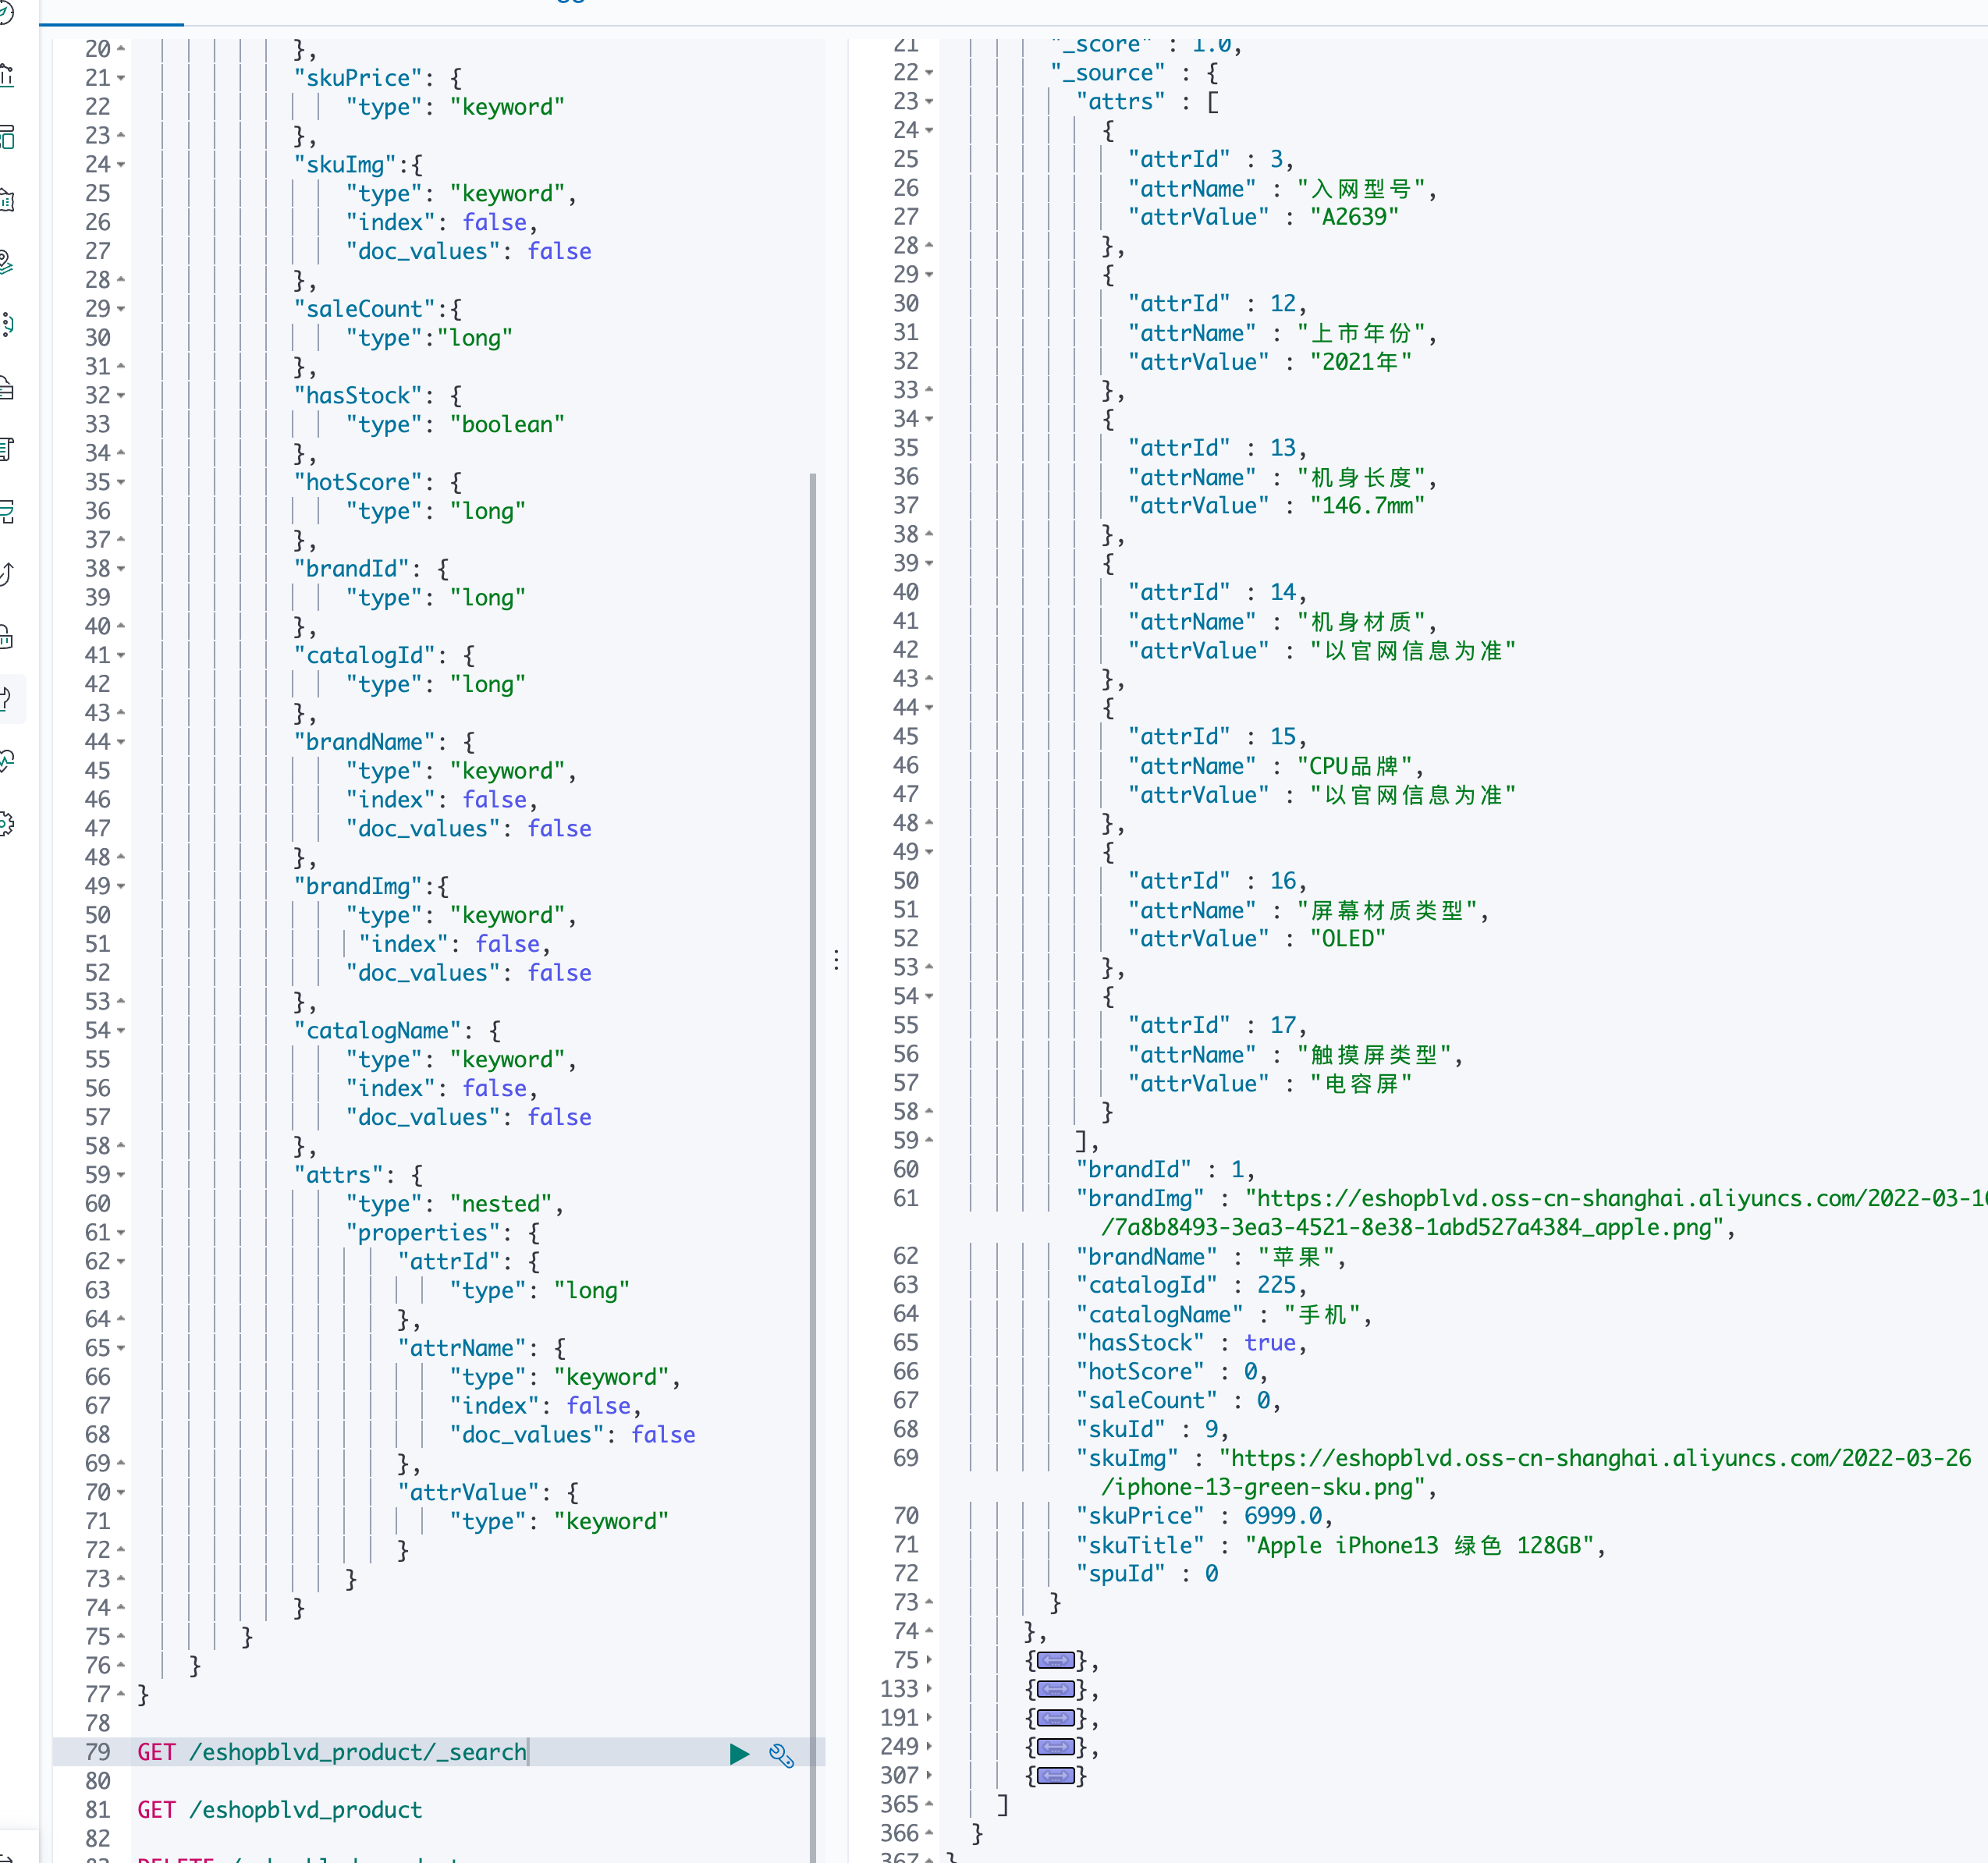 20 },
21 "skuPrice": {
22 "type": "keyword"
23 },
24 "skuImg":{
25 "type": "keyword",
26 "index": false,
27 "doc_values": false
28 },
29 "saleCount":{
30 "type":"long"
31 },
32 "hasStock": {
33 "type": "boolean"
34 },
35 "hotScore": {
36 "type": "long"
37 },
38 "brandId": {
39 "type": "long"
40 },
41 "catalogId": {
42 "type": "long"
43 },
44 "brandName": {
45 "type": "keyword",
46 "index": false,
47 "doc_values": false
48 },
49 "brandImg":{
50 "type": "keyword",
51 "index": false,
52 "doc_values": false
53 },
54 "catalogName": {
55 "type": "keyword",
56 "index": false,
57 "doc_values": false
58 },
59 "attrs": {
60 "type": "nested",
61 "properties": {
62 "attrId": {
63 "type": "long"
64 },
65 "attrName": {
66 "type": "keyword",
67 "index": false,
68 "doc_values": false
69 },
70 "attrValue": {
71 "type": "keyword"
72 }
73 }
74 }
75 }
76 }
77 }
78
79 GET /eshopblvd_product/_search
80
81 GET /eshopblvd_product
82
21 "_score" : 1.0,
22 "_source" : {
23 "attrs" : [
24 {
25 "attrId" : 3,
26 "attrName" : "入网型号",
27 "attrValue" : "A2639"
28 },
29 {
30 "attrId" : 12,
31 "attrName" : "上市年份",
32 "attrValue" : "2021年"
33 },
34 {
35 "attrId" : 13,
36 "attrName" : "机身长度",
37 "attrValue" : "146.7mm"
38 },
39 {
40 "attrId" : 14,
41 "attrName" : "机身材质",
42 "attrValue" : "以官网信息为准"
43 },
44 {
45 "attrId" : 15,
46 "attrName" : "CPU品牌",
47 "attrValue" : "以官网信息为准"
48 },
49 {
50 "attrId" : 16,
51 "attrName" : "屏幕材质类型",
52 "attrValue" : "OLED"
53 },
54 {
55 "attrId" : 17,
56 "attrName" : "触摸屏类型",
57 "attrValue" : "电容屏"
58 }
59 ],
60 "brandId" : 1,
61 "brandImg" : "https://eshopblvd.oss-cn-shanghai.aliyuncs.com/2022-03-1
/7a8b8493-3ea3-4521-8e38-1abd527a4384_apple.png",
62 "brandName" : "苹果",
63 "catalogId" : 225,
64 "catalogName" : "手机",
65 "hasStock" : true,
66 "hotScore" : 0,
67 "saleCount" : 0,
68 "skuId" : 9,
69 "skuImg" : "https://eshopblvd.oss-cn-shanghai.aliyuncs.com/2022-03-26
/iphone-13-green-sku.png",
70 "skuPrice" : 6999.0,
71 "skuTitle" : "Apple iPhone13 绿色 128GB",
72 "spuId" : 0
73 }
74 },
75 {},
133 {},
191 {},
249 {},
307 {}
365 ]
366 }
367 }